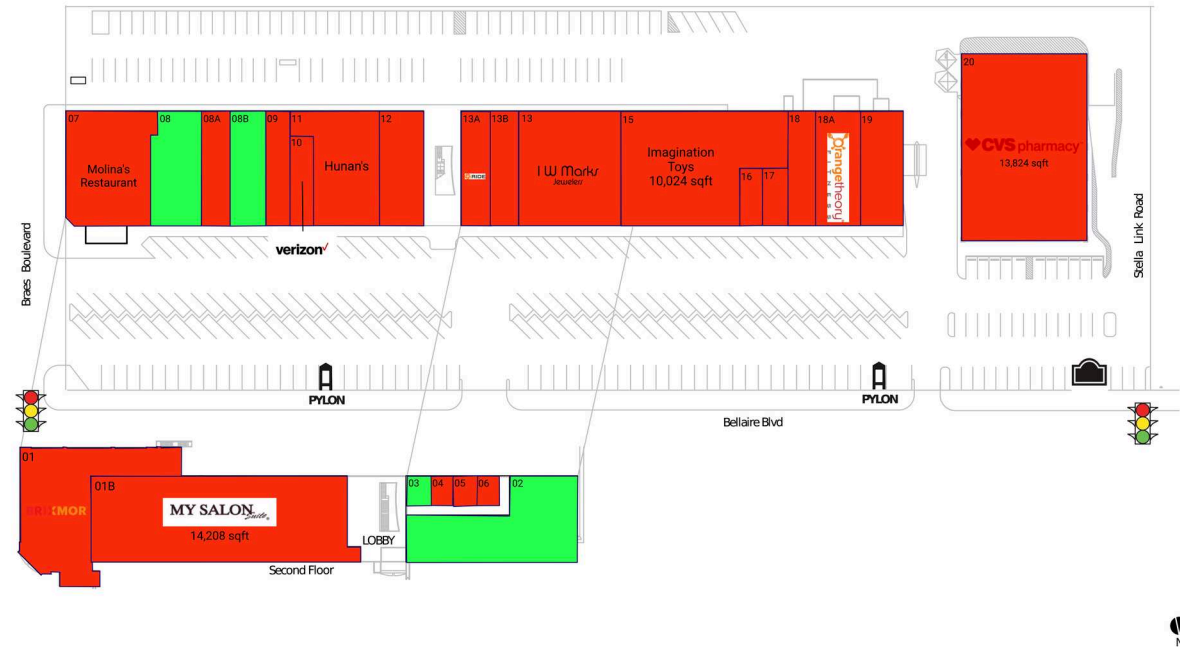 20
07
08
08A
08B
09
11
12
13A
13B
13
15
18
18A
19
10
Molina's
Restaurant
Hunan's
I W Marks
Jewelers
Imagination
Toys
10,024 sqft
16
17
Orangetheory
FITNESS
CVS pharmacy
13,824 sqft
verizon✓
Braes Boulevard
Stella Link Road
PYLON
PYLON
Bellaire Blvd
01
01B
BRIXMOR
MY SALON
Suite
14,208 sqft
LOBBY
Second Floor
03
04
05
06
02